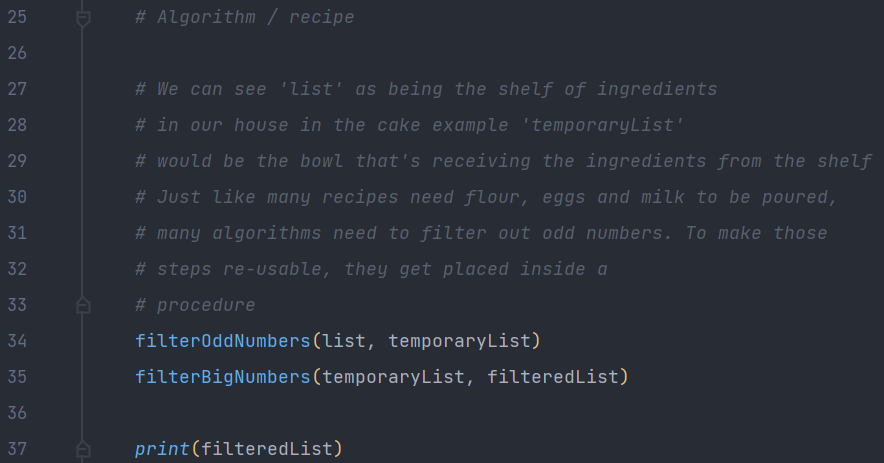 25 # Algorithm / recipe
26
27 # We can see 'list' as being the shelf of ingredients
28 # in our house in the cake example 'temporaryList'
29 # would be the bowl that's receiving the ingredients from the shelf
30 # Just like many recipes need flour, eggs and milk to be poured,
31 # many algorithms need to filter out odd numbers. To make those
32 # steps re-usable, they get placed inside a
33 # procedure
34 filterOddNumbers(list, temporaryList)
35 filterBigNumbers(temporaryList, filteredList)
36
37 print(filteredList)